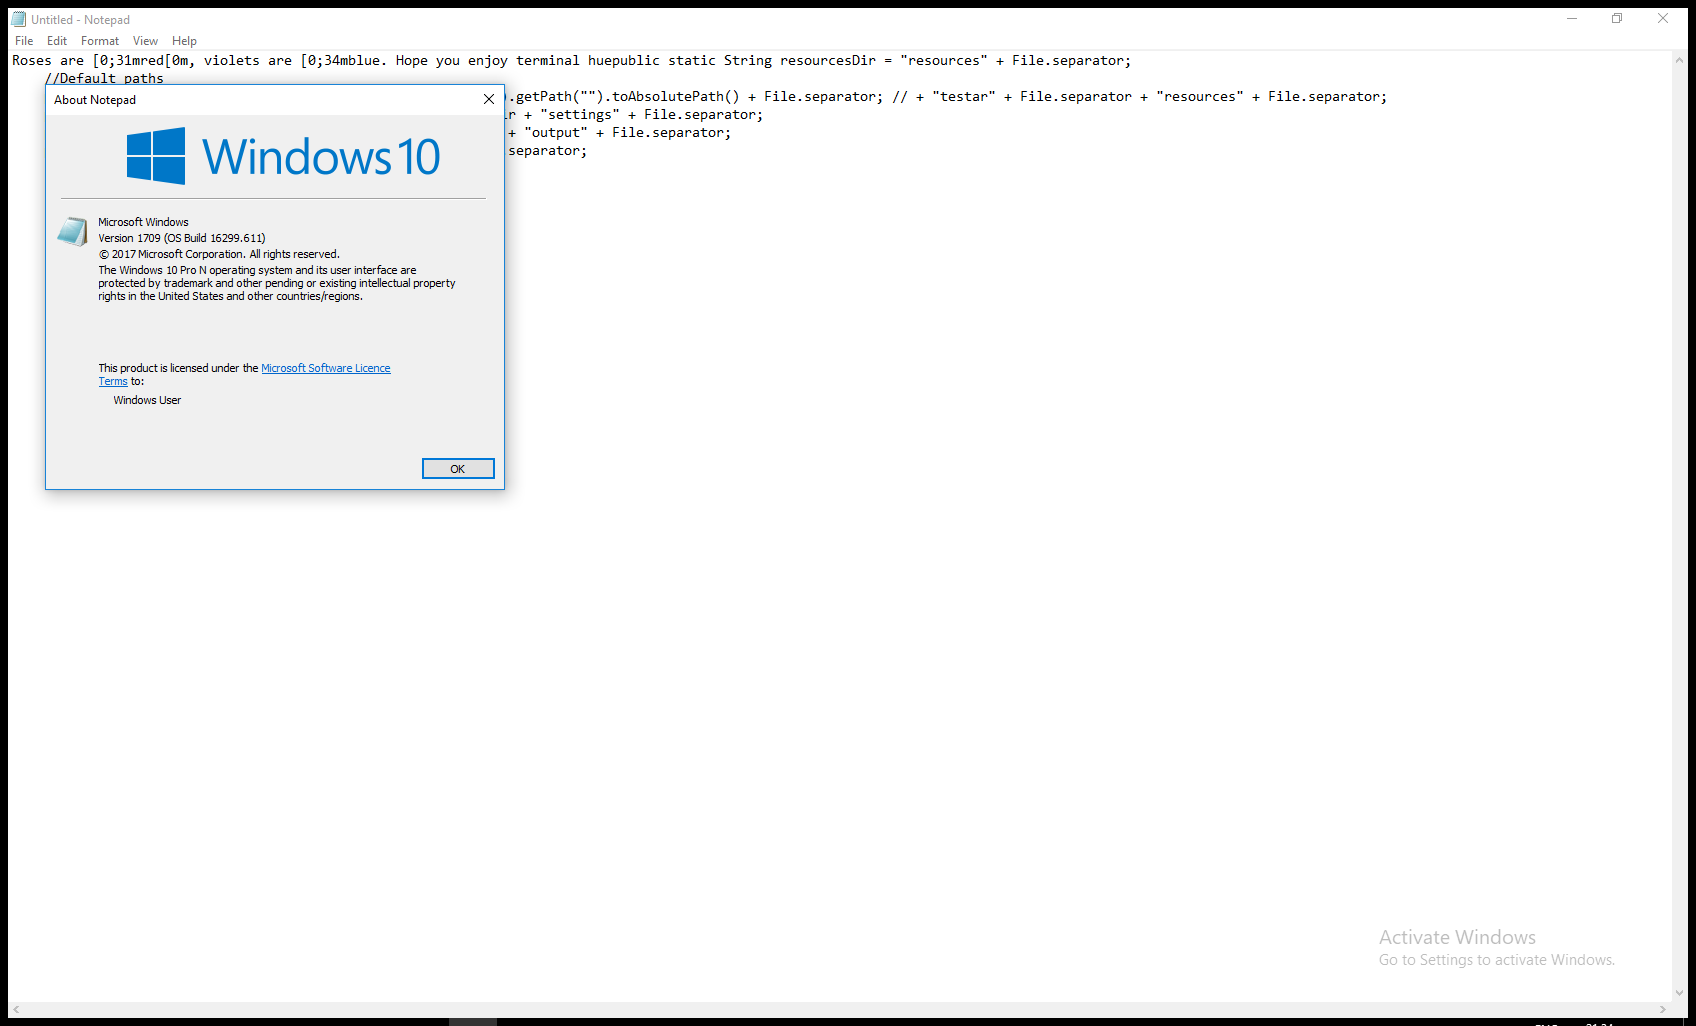 Untitled - Notepad
File Edit Format View Help
Roses are [0;31mred[0m, violets are [0;34mblue. Hope you enjoy terminal huepublic static String resourcesDir = "resources" + File.separator;
//Default paths
.getPath("").toAbsolutePath() + File.separator; // + "testar" + File.separator + "resources" + File.separator;
+ "settings" + File.separator;
+ "output" + File.separator;
separator;
About Notepad
Windows 10
Microsoft Windows
Version 1709 (OS Build 16299.611)
© 2017 Microsoft Corporation. All rights reserved.
The Windows 10 Pro N operating system and its user interface are
protected by trademark and other pending or existing intellectual property
rights in the United States and other countries/regions.
This product is licensed under the Microsoft Software Licence
Terms to:
Windows User
OK
Activate Windows
Go to Settings to activate Windows.